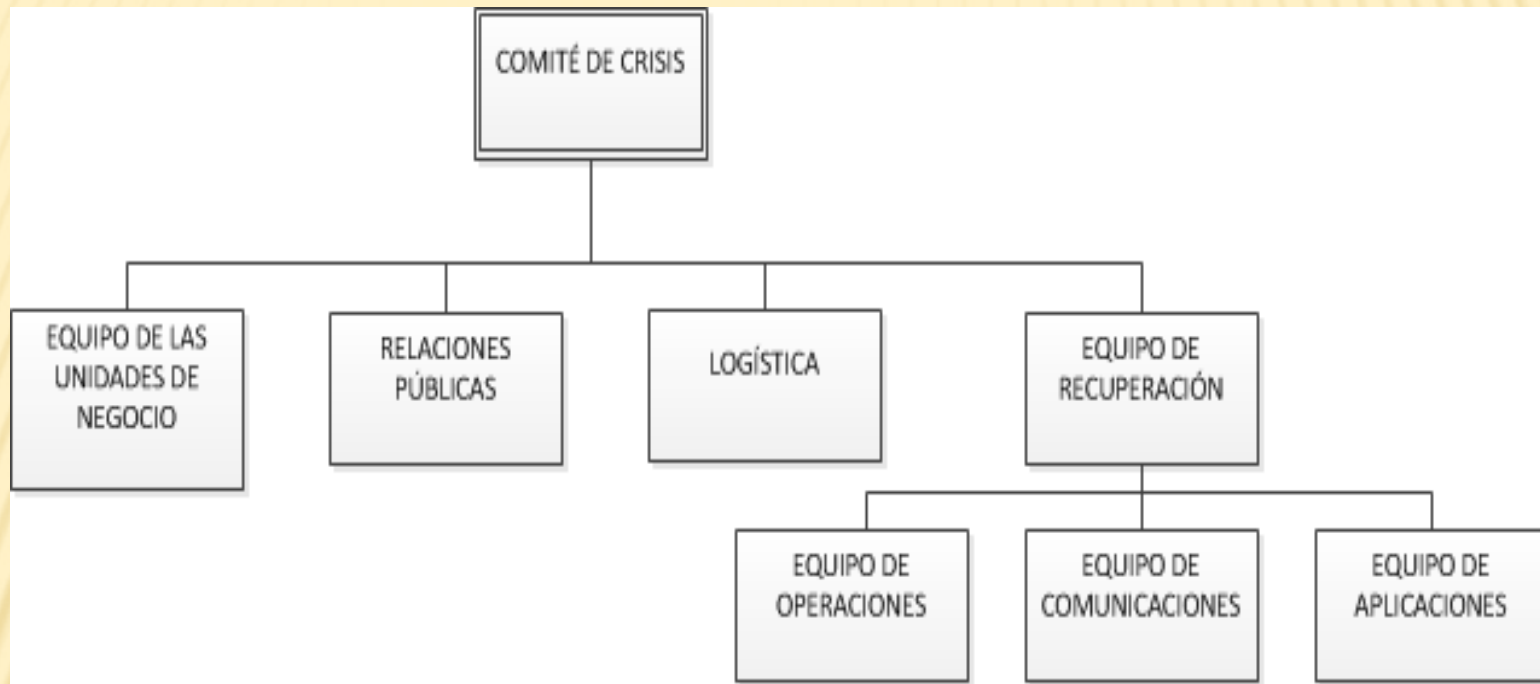 COMITÉ DE CRISIS
EQUIPO DE LAS
UNIDADES DE
NEGOCIO
RELACIONES
PÚBLICAS
LOGÍSTICA
EQUIPO DE
RECUPERACIÓN
EQUIPO DE
OPERACIONES
EQUIPO DE
COMUNICACIONES
EQUIPO DE
APLICACIONES